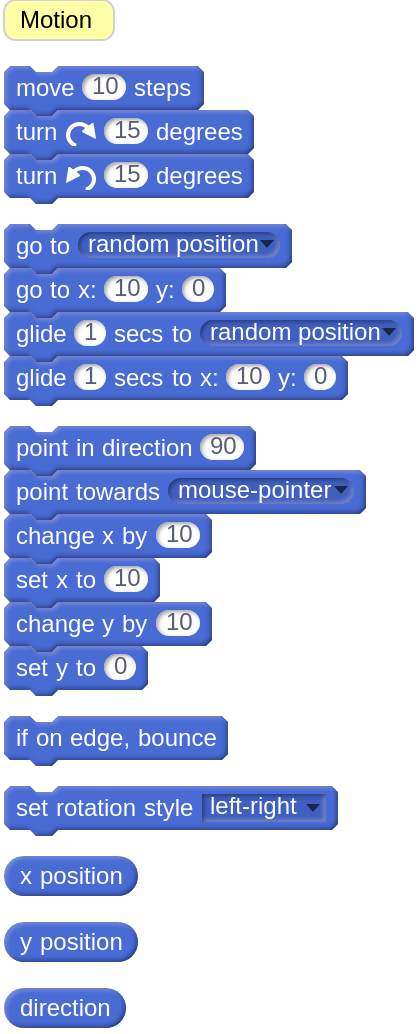 Motion
move 10 steps
turn 15 degrees
turn 15 degrees
go to random position
go to x: 10 y: 0
glide 1 secs to random position
glide 1 secs to x: 10 y: 0
point in direction 90
point towards mouse-pointer
change x by 10
set x to 10
change y by 10
set y to 0
if on edge, bounce
set rotation style left-right
x position
y position
direction